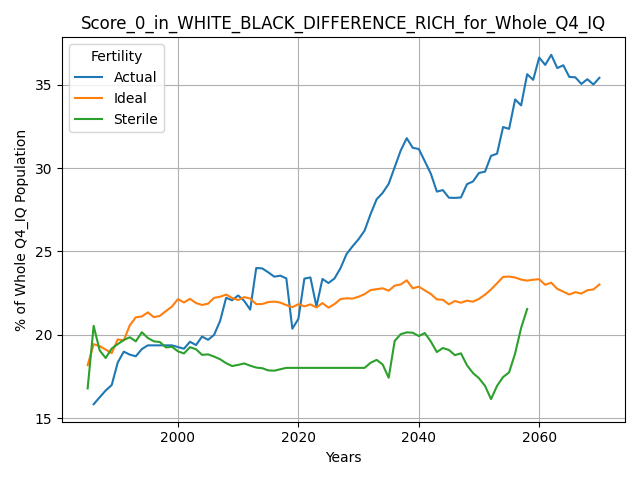 Score_0_in_WHITE_BLACK_DIFFERENCE_RICH_for_Whole_Q4_IQ
Fertility
Actual
Ideal
Sterile
% of Whole Q4_IQ Population
35
30
25
20
15
2000
2020
2040
2060
Years